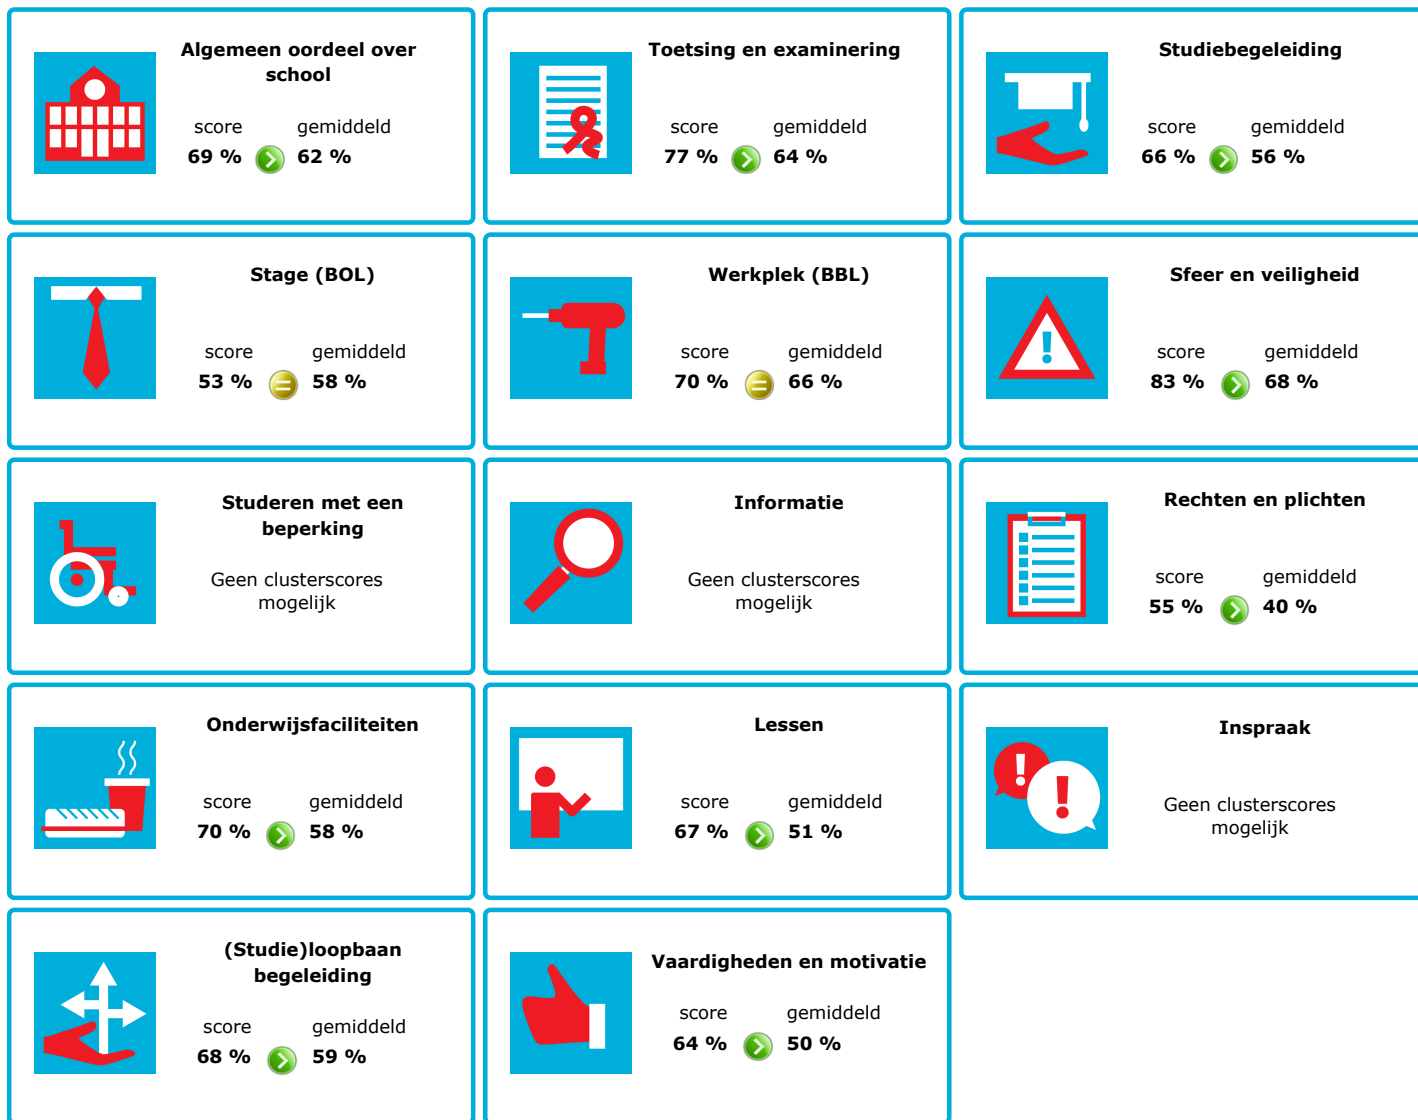 Algemeen oordeel over
school
score gemiddeld
69 % 62 %
Toetsing en examinering
score gemiddeld
77 % 64 %
Studiebegeleiding
score gemiddeld
66 % 56 %
Stage (BOL)
score gemiddeld
53 % 58 %
Werkplek (BBL)
score gemiddeld
70 % 66 %
Sfeer en veiligheid
score gemiddeld
83 % 68 %
Studeren met een
beperking
Geen clusterscores
mogelijk
Informatie
Geen clusterscores
mogelijk
Rechten en plichten
score gemiddeld
55 % 40 %
Onderwijsfaciliteiten
score gemiddeld
70 % 58 %
Lessen
score gemiddeld
67 % 51 %
Inspraak
Geen clusterscores
mogelijk
(Studie)loopbaan
begeleiding
score gemiddeld
68 % 59 %
Vaardigheden en motivatie
score gemiddeld
64 % 50 %